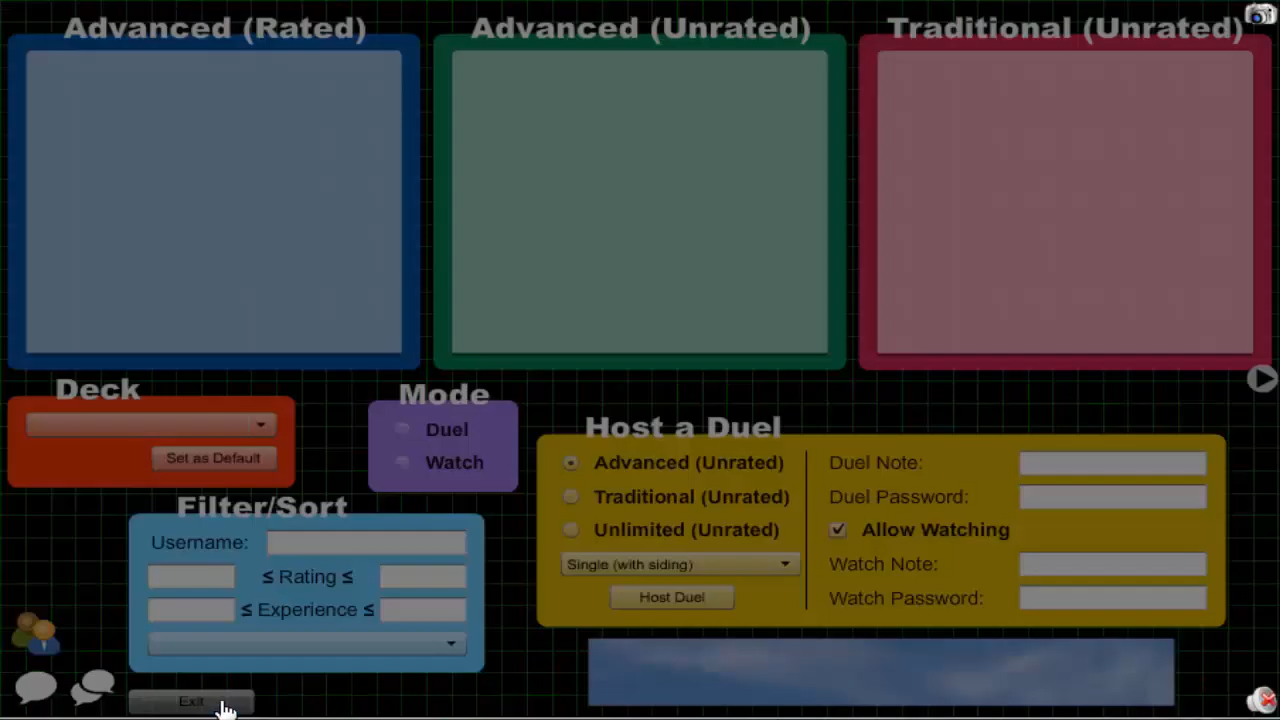 Advanced (Rated)
Advanced (Unrated)
Traditional (Unrated)
Deck
Set as Default
Mode
Duel
Watch
Filter/Sort
Username:
≤ Rating ≤
≤ Experience ≤
Exit
Host a Duel
Advanced (Unrated)
Traditional (Unrated)
Unlimited (Unrated)
Single (with siding)
Host Duel
Duel Note:
Duel Password:
Allow Watching
Watch Note:
Watch Password: